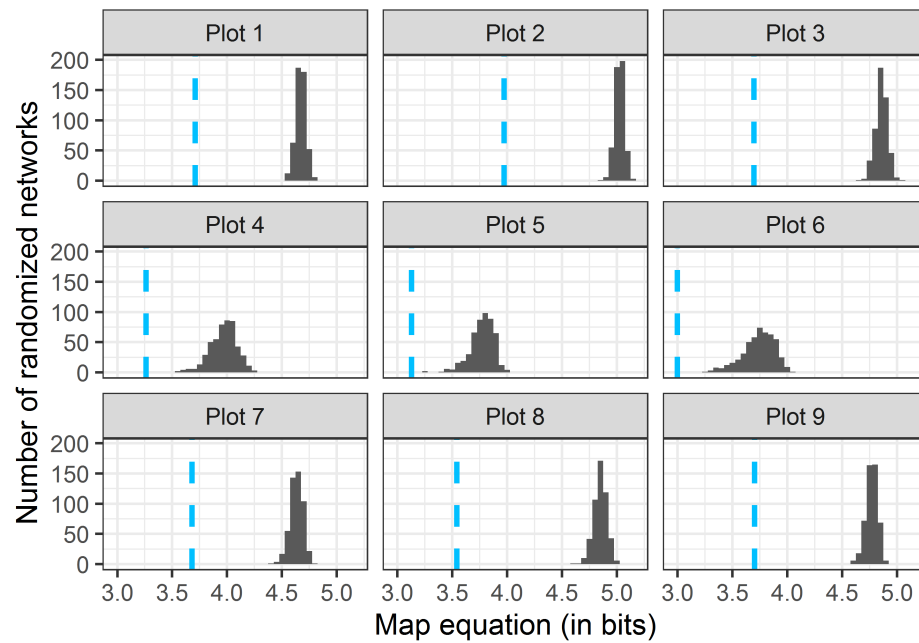 Number of randomized networks
Plot 1 Plot 2 Plot 3
200
150
100
50
0
Plot 4 Plot 5 Plot 6
200
150
100
50
0
Plot 7 Plot 8 Plot 9
200
150
100
50
0
3.0 3.5 4.0 4.5 5.0 3.0 3.5 4.0 4.5 5.0 3.0 3.5 4.0 4.5 5.0
Map equation (in bits)